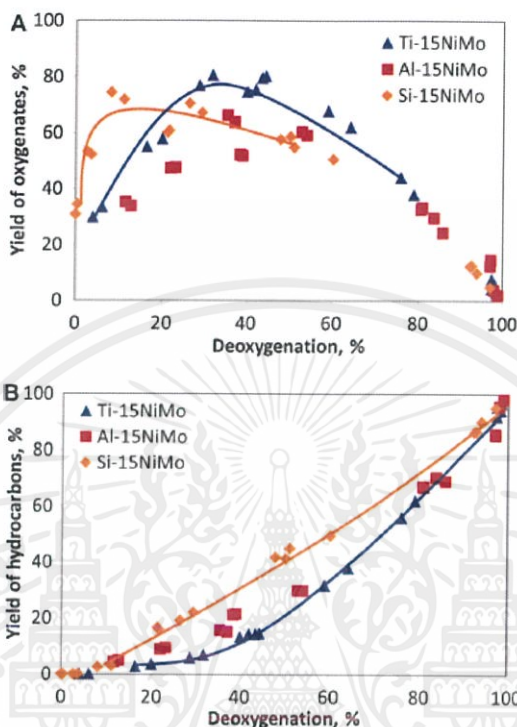 A
100
80
60
40
20
0
Yield of oxygenates, %
Ti-15NiMo
Al-15NiMo
Si-15NiMo
0 20 40 60 80 100
Deoxygenation, %
B
100
80
60
40
20
0
Yield of hydrocarbons, %
Ti-15NiMo
Al-15NiMo
Si-15NiMo
0 20 40 60 80 100
Deoxygenation, %